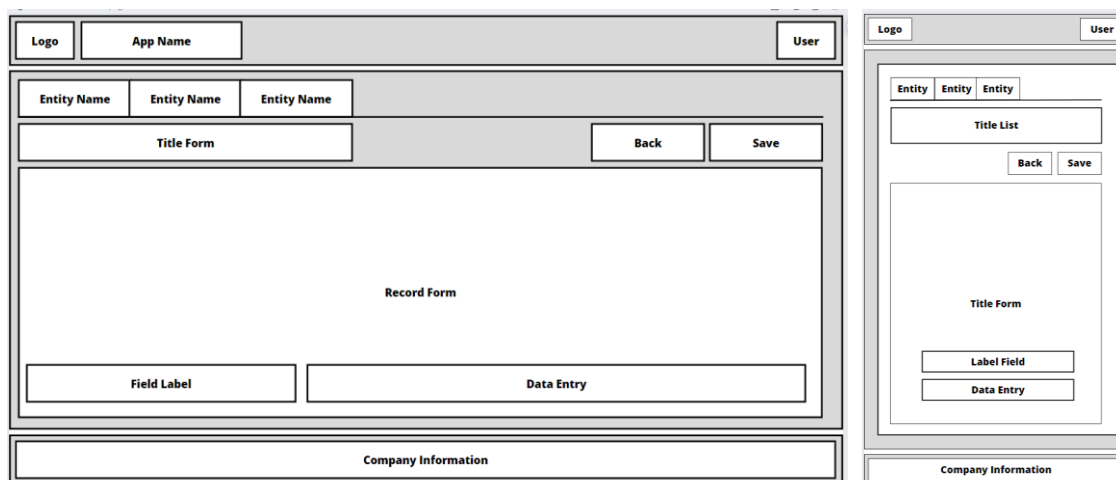 Logo
App Name
User
Entity Name
Entity Name
Entity Name
Title Form
Back
Save
Record Form
Field Label
Data Entry
Company Information
Logo
User
Entity
Entity
Entity
Title List
Back
Save
Title Form
Label Field
Data Entry
Company Information